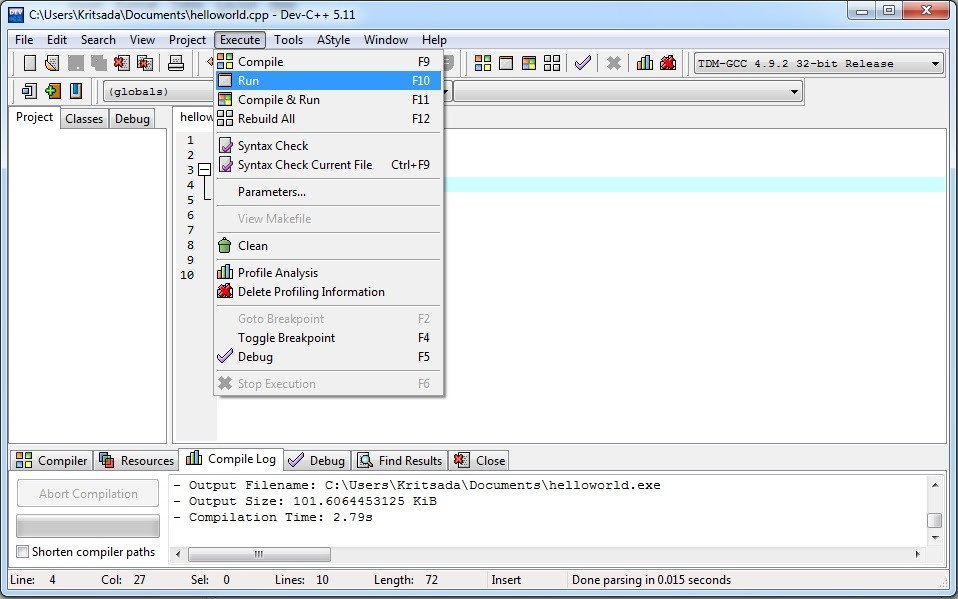 C:\Users\Kritsada\Documents\helloworld.cpp - Dev-C++ 5.11
File Edit Search View Project Execute Tools AStyle Window Help
TDM-GCC 4.9.2 32-bit Release
(globals)
Project Classes Debug
hellow
Compile F9
Run F10
Compile & Run F11
Rebuild All F12
Syntax Check
Syntax Check Current File Ctrl+F9
Parameters...
View Makefile
Clean
Profile Analysis
Delete Profiling Information
Goto Breakpoint F2
Toggle Breakpoint F4
Debug F5
Stop Execution F6
1
2
3
4
5
6
7
8
9
10
Compiler Resources Compile Log Debug Find Results Close
Abort Compilation
Shorten compiler paths
- Output Filename: C:\Users\Kritsada\Documents\helloworld.exe
- Output Size: 101.6064453125 KiB
- Compilation Time: 2.79s
Line: 4 Col: 27 Sel: 0 Lines: 10 Length: 72 Insert Done parsing in 0.015 seconds